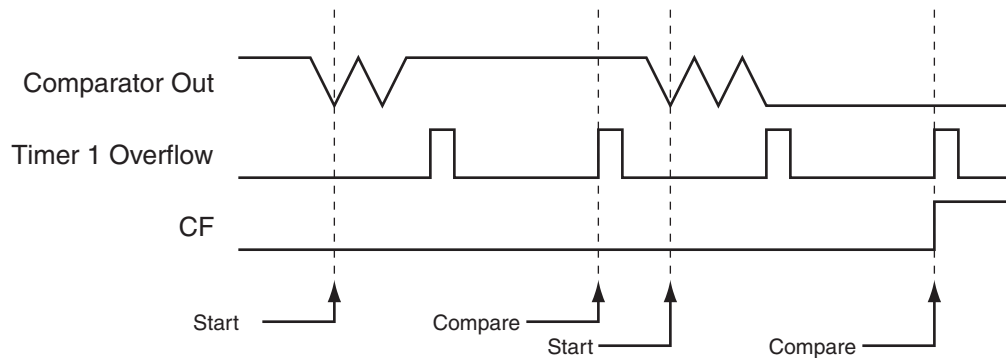 Comparator Out
Timer 1 Overflow
CF
Start
Compare
Start
Compare